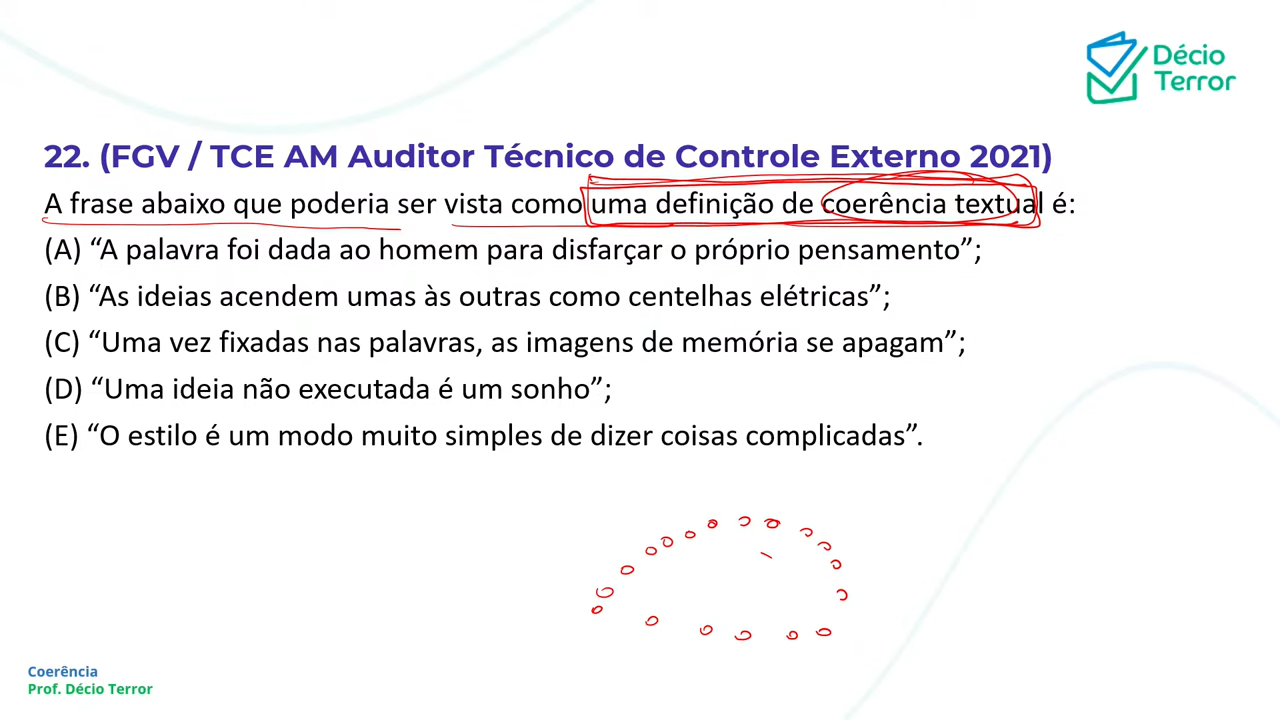 Décio
Terror
22. (FGV / TCE AM Auditor Técnico de Controle Externo 2021)
A frase abaixo que poderia ser vista como uma definição de coerência textual é:
(A) “A palavra foi dada ao homem para disfarçar o próprio pensamento”;
(B) “As ideias acendem umas às outras como centelhas elétricas”;
(C) “Uma vez fixadas nas palavras, as imagens de memória se apagam”;
(D) “Uma ideia não executada é um sonho”;
(E) “O estilo é um modo muito simples de dizer coisas complicadas”.
Coerência
Prof. Décio Terror